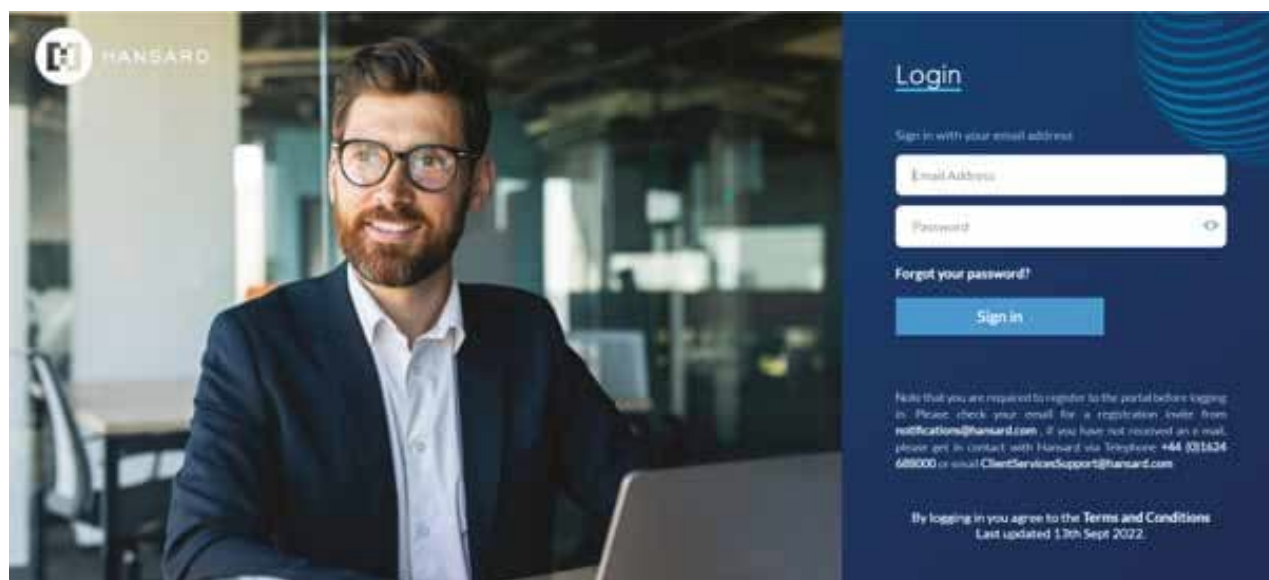 HANSARD
Login
Sign in with your email address
Email Address
Password
Forgot your password?
Sign in
Note that you are required to register to the portal before logging
in. Please check your email for a registration invite from
notifications@hansard.com , if you have not received an e-mail,
please get in contact with Hansard via Telephone +44 (0)1624
688000 or email ClientServicesSupport@hansard.com
By logging in you agree to the Terms and Conditions
Last updated 13th Sept 2022.